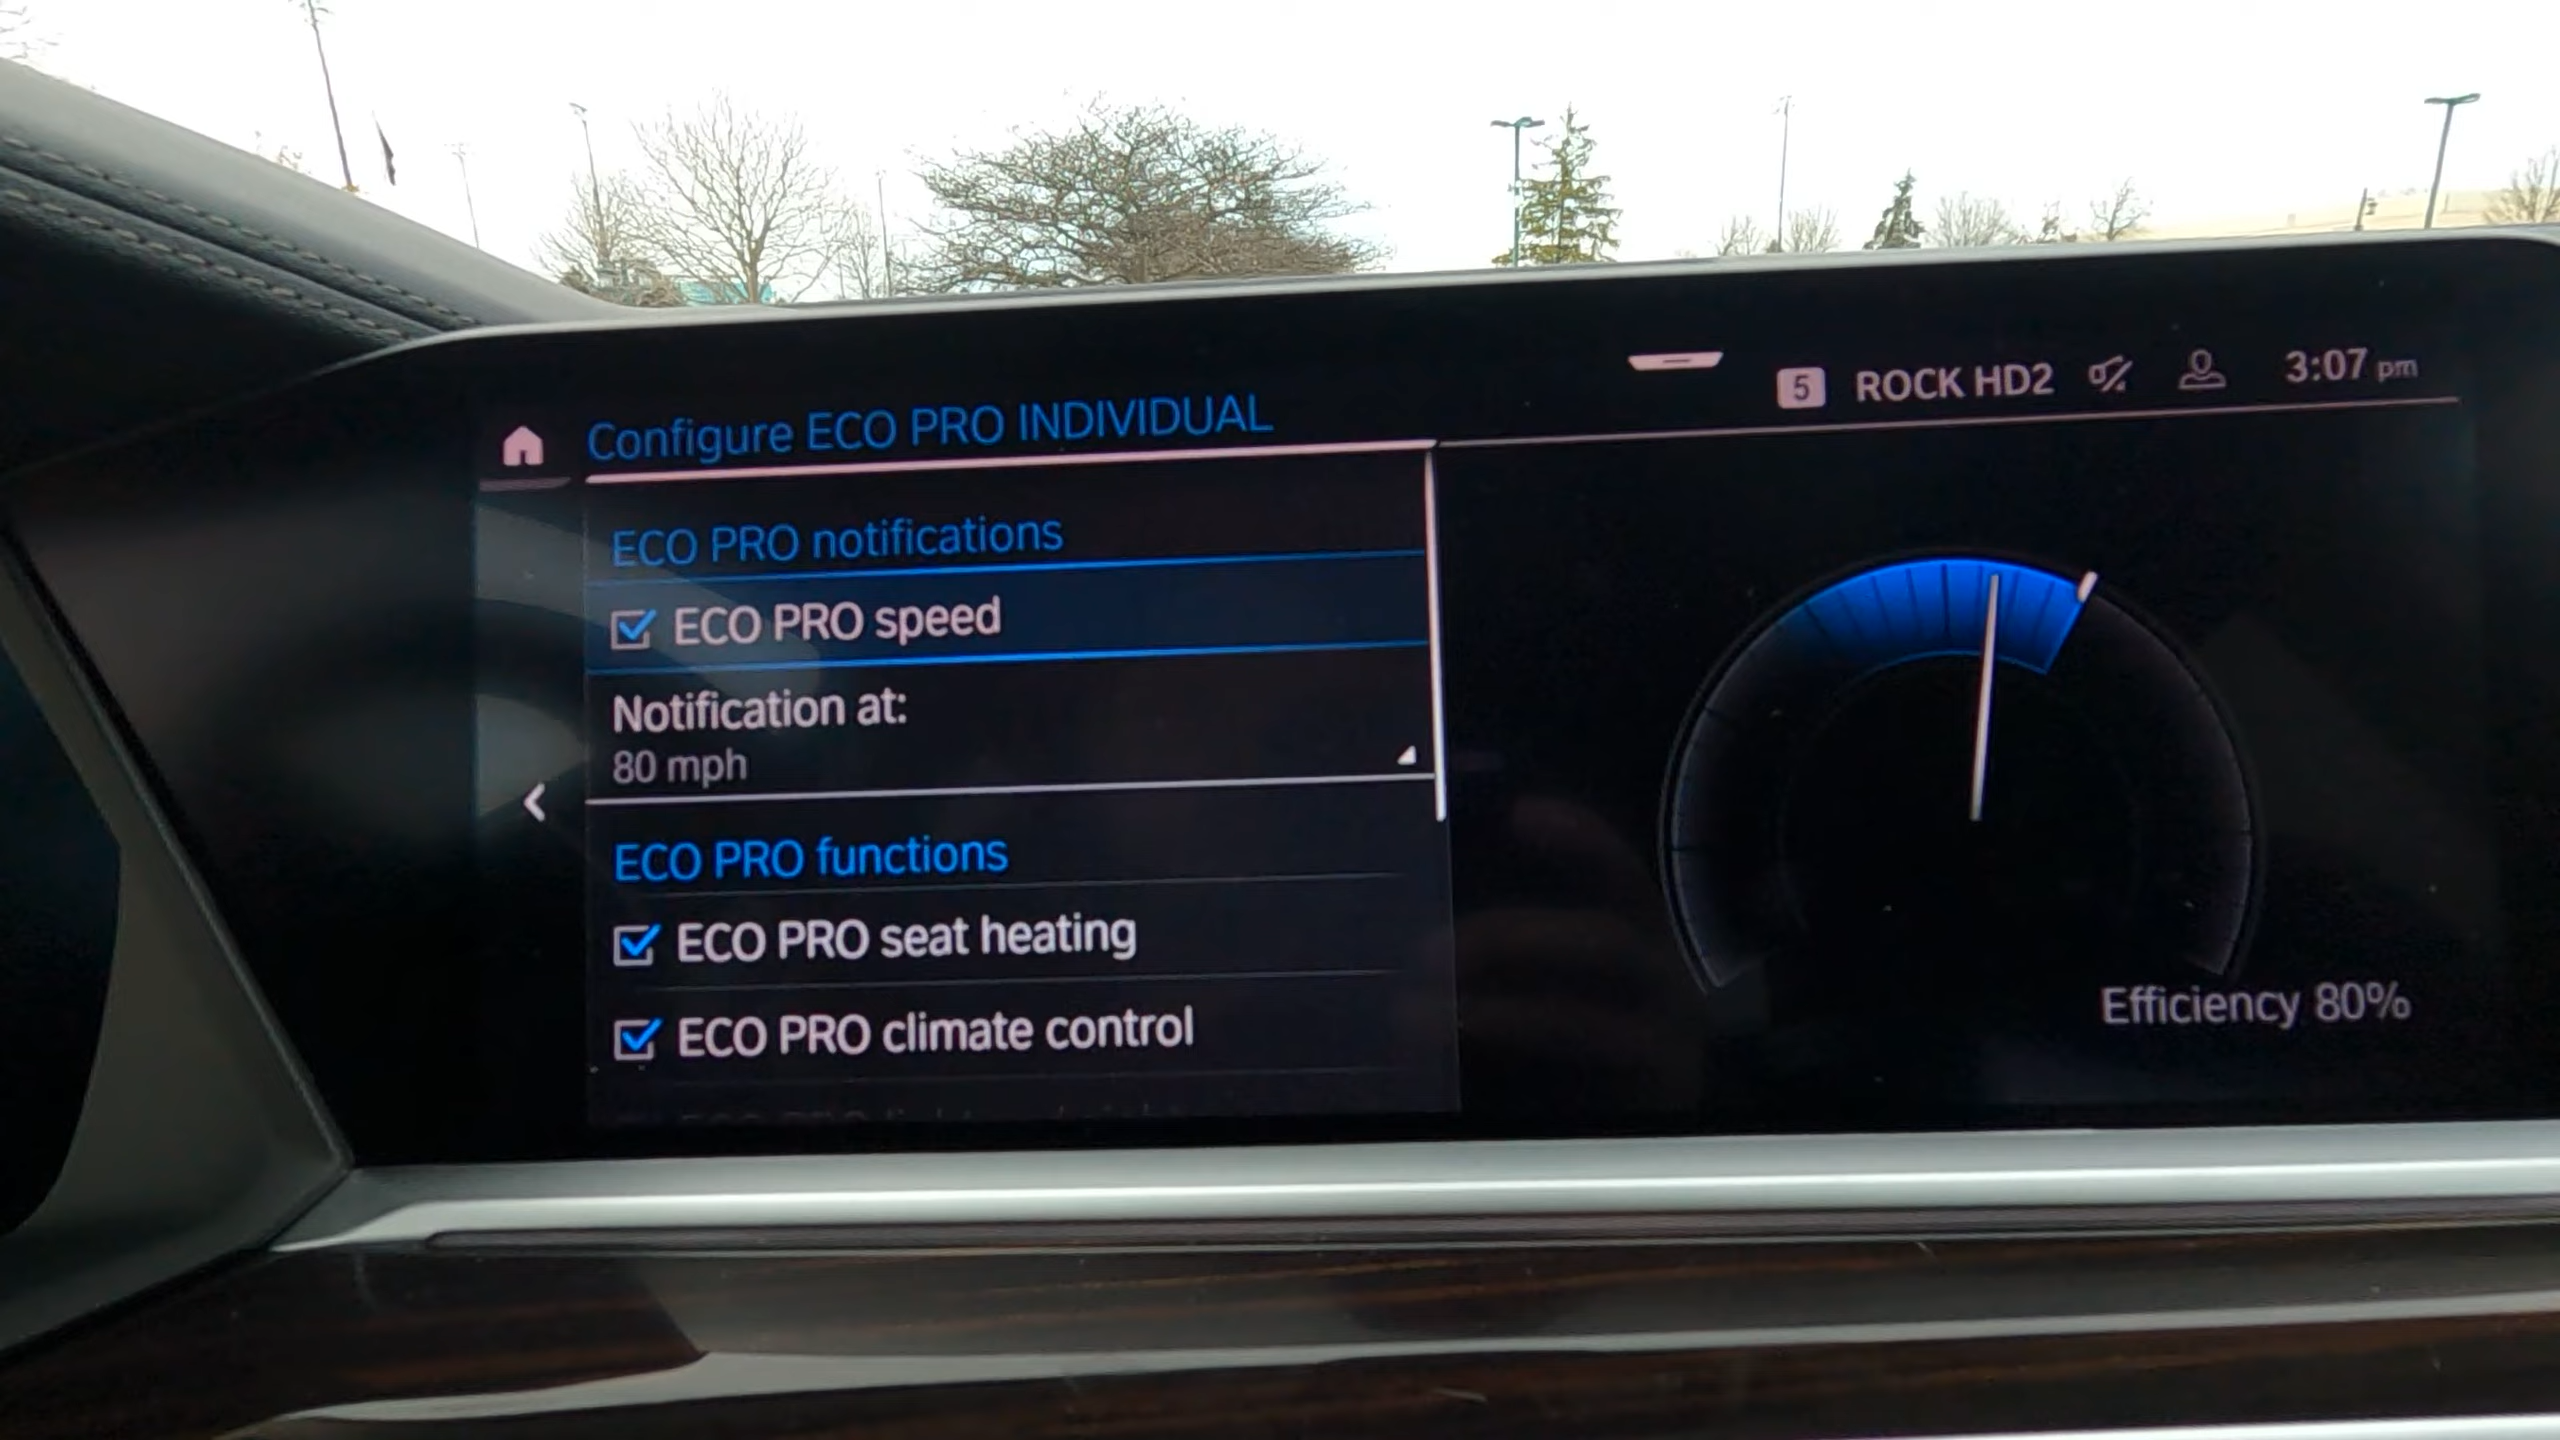 5 ROCK HD2 3:07 pm
Configure ECO PRO INDIVIDUAL
ECO PRO notifications
ECO PRO speed
Notification at:
80 mph
ECO PRO functions
ECO PRO seat heating
ECO PRO climate control
Efficiency 80%